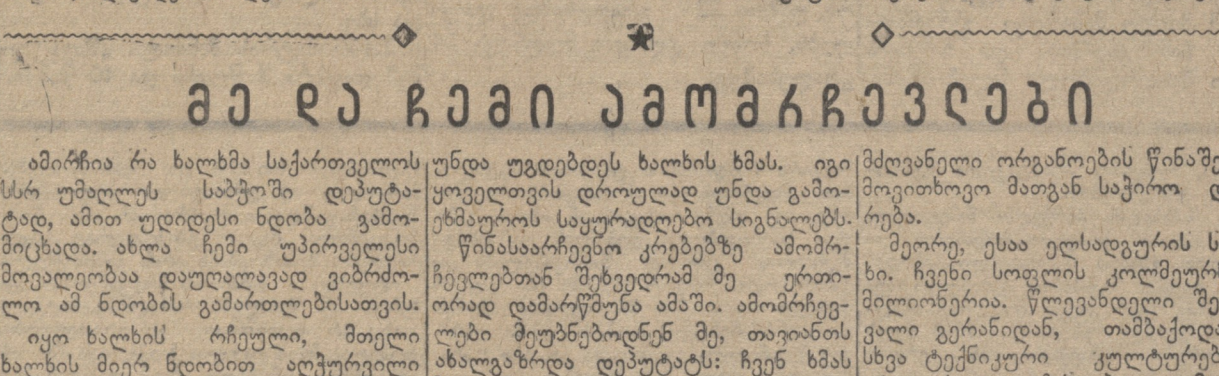 მე და ჩემი ამომრჩევლები
ამირჩია რა ხალხმა საქართველოს
სსრ უმაღლეს საბჭოში დეპუტა-
ტად, ამით უდიდესი ნდობა გამო-
მიცხადა. ახლა ჩემი უპირველესი
მოვალეობაა დაუღალავად ვიბრძო-
ლო ამ ნდობის გამართლებისათვის.
იყო ხალხის რჩეული, მთელი
ხალხის მიერ ნდობით აღჭურვილი
უნდა უგდებდეს ხალხის ხმას. იგი
ყოველთვის დროულად უნდა გამო-
ეხმაუროს საყურადღებო სიგნალებს.
წინასაარჩევნო კრებებზე ამომრ-
ჩევლებთან შეხვედრამ მე ერთი-
ორად დამარწმუნა ამაში. ამომრჩევ-
ლები მეუბნებოდნენ მე, თავიანთს
ახალგაზრდა დეპუტატს: ჩვენ ხმას
მძღვანელი ორგანოების წინაშე
მოვითხოვო მათგან საჭირო
რება.
მეორე, ესაა ელსადგურის
ხი. ჩვენი სოფლის კოლმეურ
მილიონერია. წლევანდელი შე
ვალი გერანიდან, თამბაქოდა
სხვა ტექნიკური კულტურებ